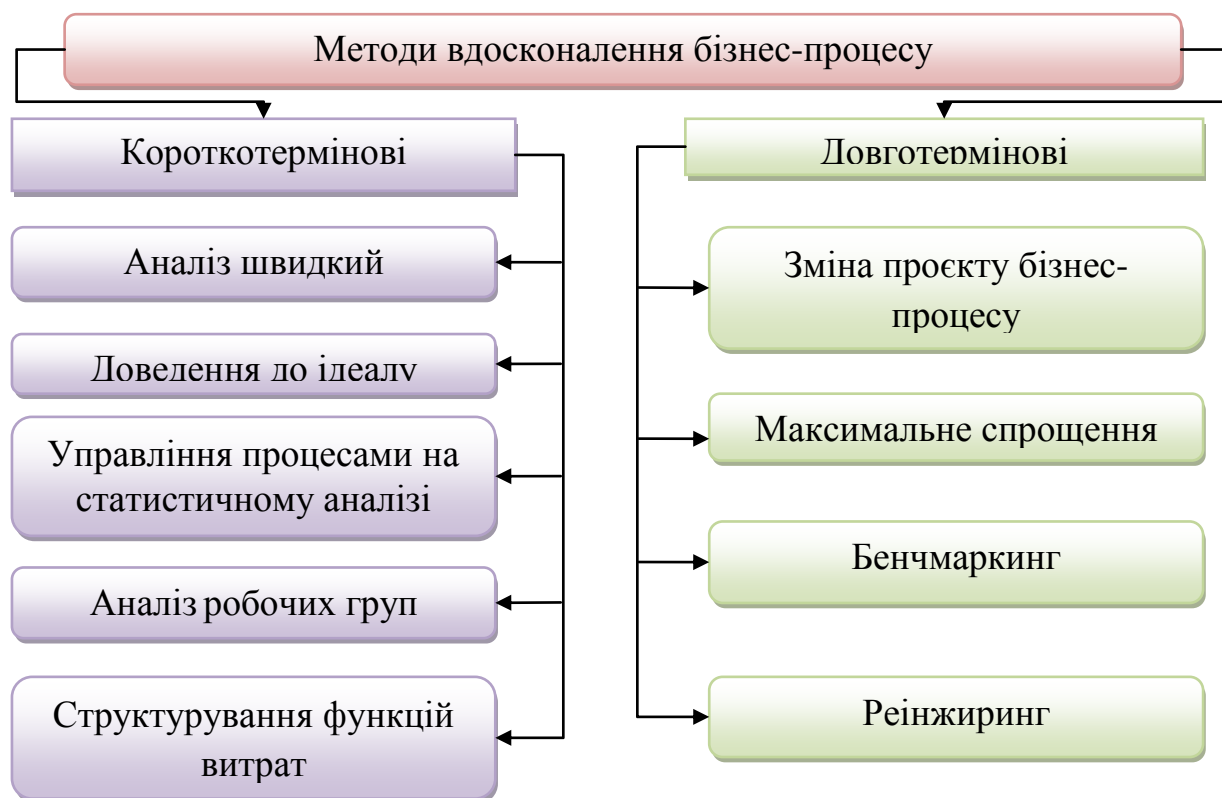 Методи вдосконалення бізнес-процесу
Короткотермінові
Аналіз швидкий
Доведення до ідеалу
Управління процесами на
статистичному аналізі
Аналіз робочих груп
Структурування функцій
витрат
Довготермінові
Зміна проєкту бізнес-
процесу
Максимальне спрощення
Бенчмаркинг
Реінжиринг